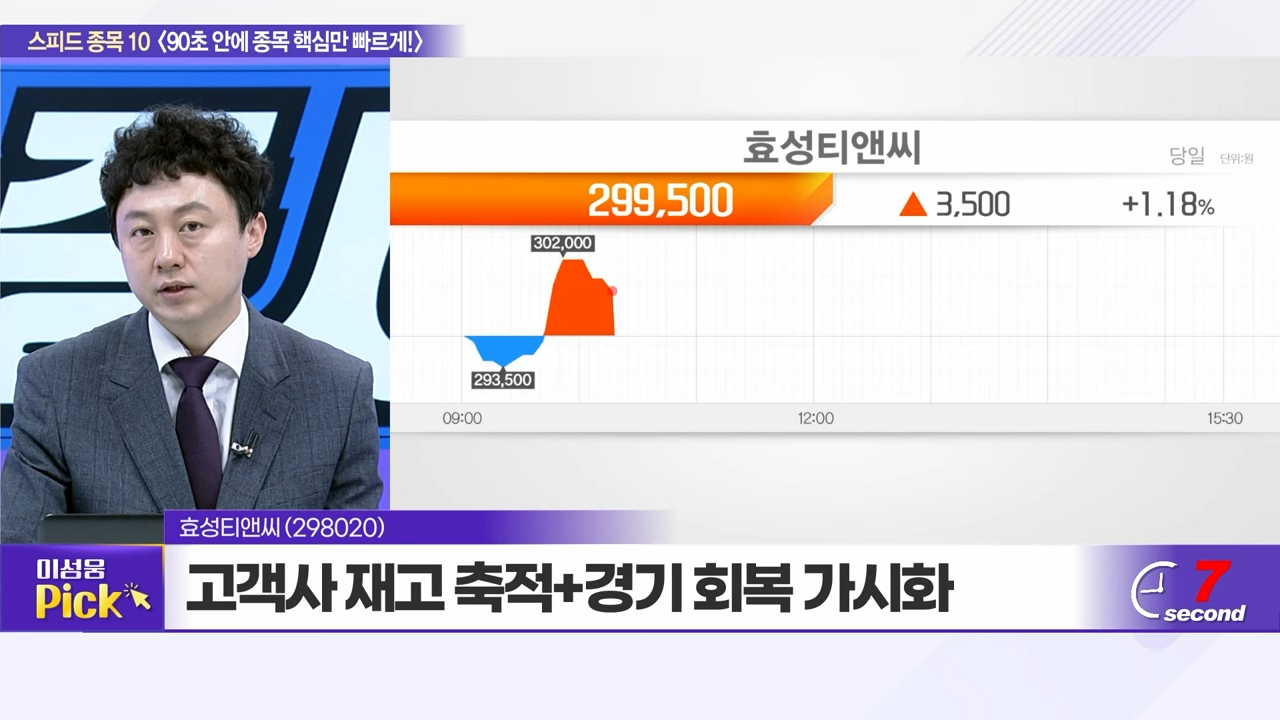 스피드 종목 10 <90초 안에 종목 핵심만 빠르게!>
효성티앤씨
당일 단위:원
299,500 ▲ 3,500 +1.18%
302,000
293,500
09:00 12:00 15:30
효성티앤씨(298020)
이성웅
Pick
고객사 재고 축적+경기 회복 가시화
7
second